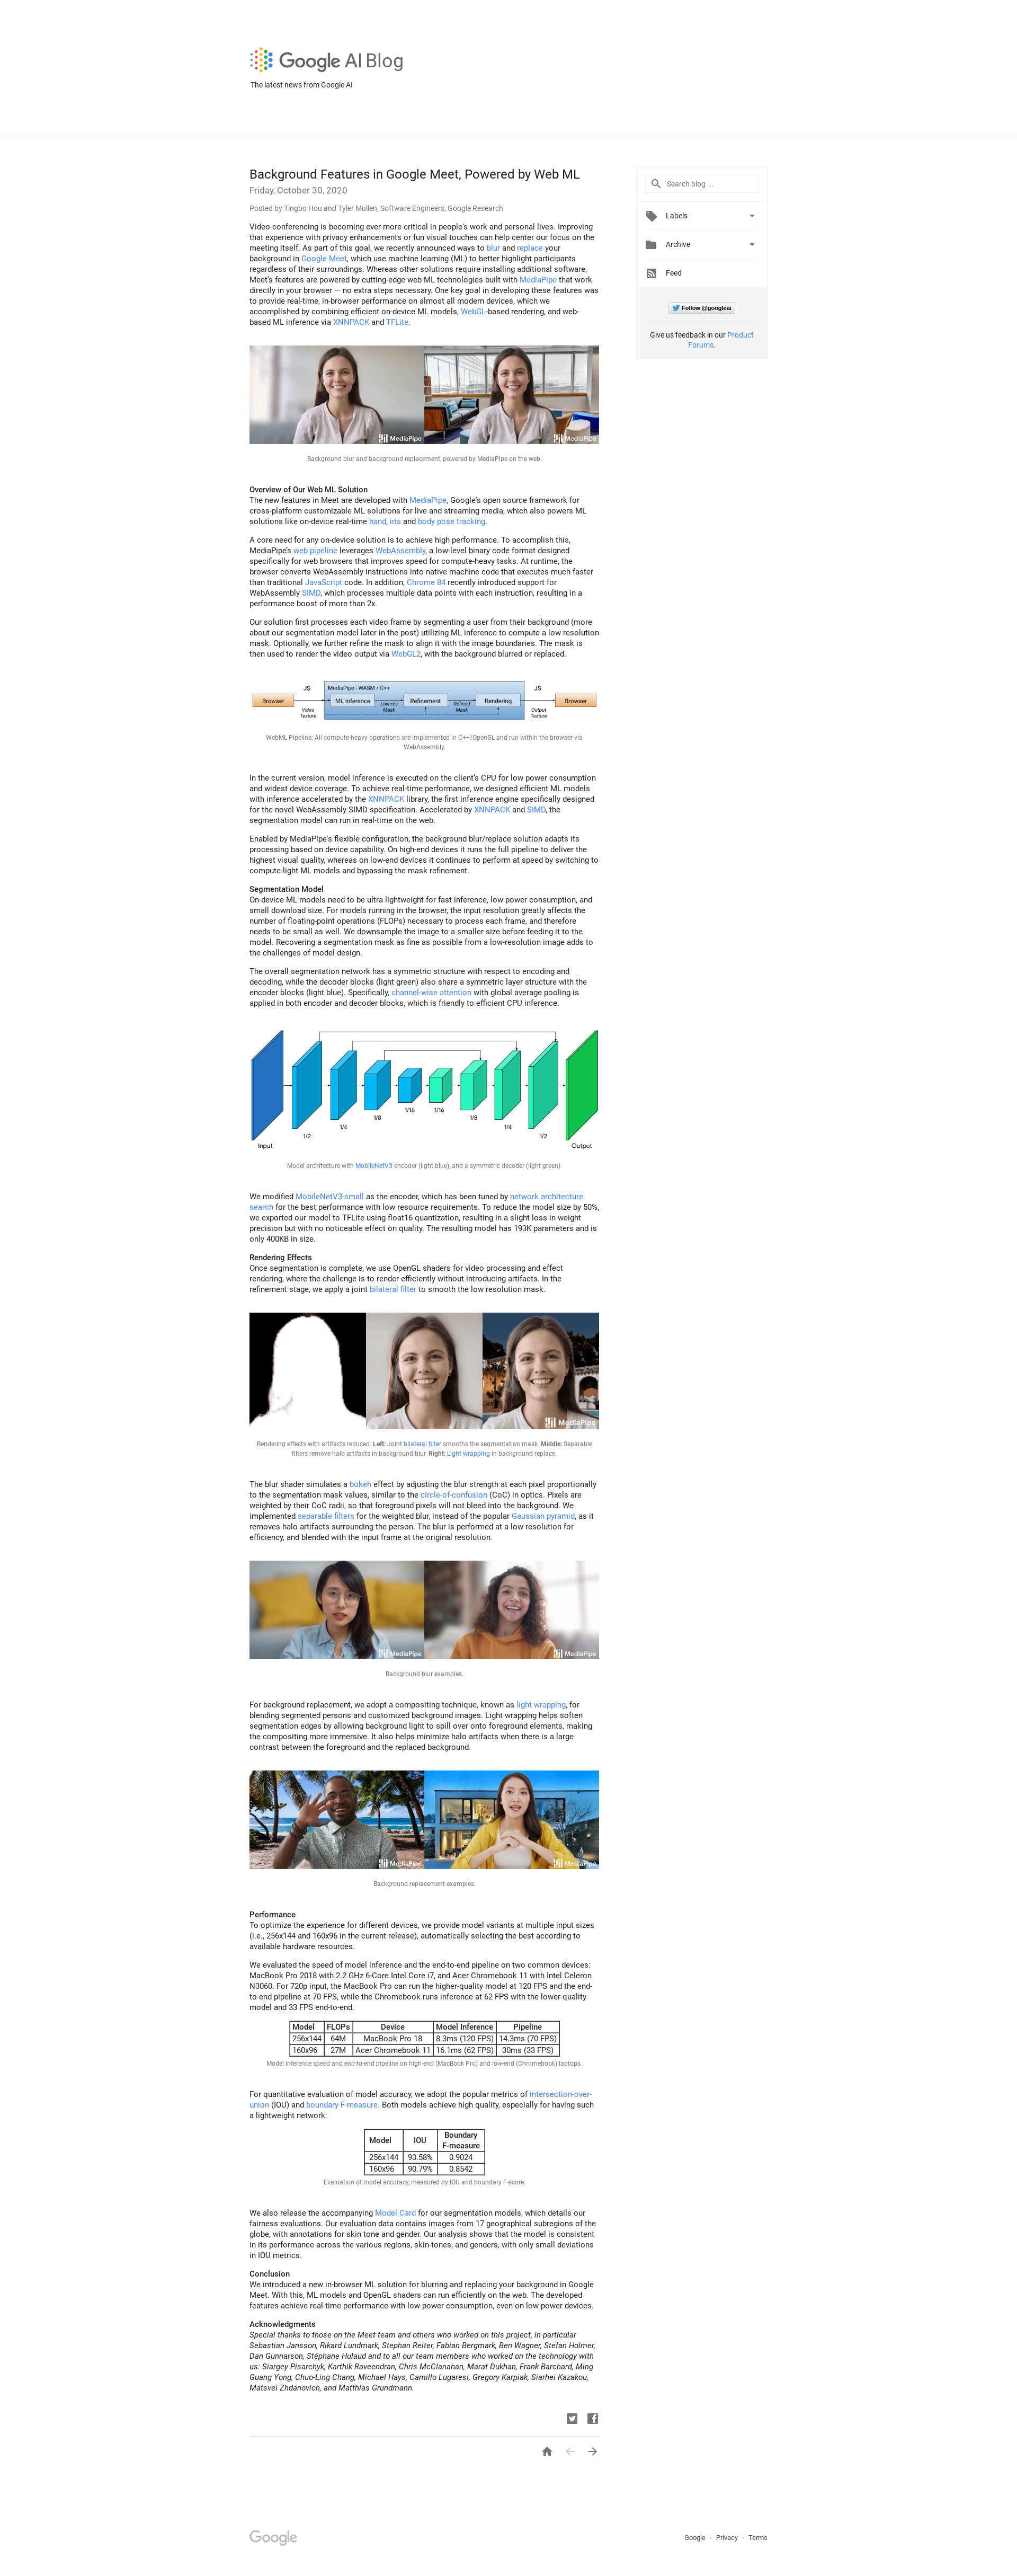 Google AI Blog
The latest news from Google AI
Background Features in Google Meet, Powered by Web ML
Friday, October 30, 2020
Posted by Tingbo Hou and Tyler Mullen, Software Engineers, Google Research
Video conferencing is becoming ever more critical in people's work and personal lives. Improving
that experience with privacy enhancements or fun visual touches can help center our focus on the
meeting itself. As part of this goal, we recently announced ways to blur and replace your
background in Google Meet, which use machine learning (ML) to better highlight participants
regardless of their surroundings. Whereas other solutions require installing additional software,
Meet's features are powered by cutting-edge web ML technologies built with MediaPipe that work
directly in your browser — no extra steps necessary. One key goal in developing these features was
to provide real-time, in-browser performance on almost all modern devices, which we
accomplished by combining efficient on-device ML models, WebGL-based rendering, and web-
based ML inference via XNNPACK and TFLite.
MediaPipe
MediaPipe
Background blur and background replacement, powered by MediaPipe on the web.
Overview of Our Web ML Solution
The new features in Meet are developed with MediaPipe, Google's open source framework for
cross-platform customizable ML solutions for live and streaming media, which also powers ML
solutions like on-device real-time hand, iris and body pose tracking.
A core need for any on-device solution is to achieve high performance. To accomplish this,
MediaPipe's web pipeline leverages WebAssembly, a low-level binary code format designed
specifically for web browsers that improves speed for compute-heavy tasks. At runtime, the
browser converts WebAssembly instructions into native machine code that executes much faster
than traditional JavaScript code. In addition, Chrome 84 recently introduced support for
WebAssembly SIMD, which processes multiple data points with each instruction, resulting in a
performance boost of more than 2x.
Our solution first processes each video frame by segmenting a user from their background (more
about our segmentation model later in the post) utilizing ML inference to compute a low resolution
mask. Optionally, we further refine the mask to align it with the image boundaries. The mask is
then used to render the video output via WebGL2, with the background blurred or replaced.
Browser
JS
Video
Texture
MediaPipe - WASM / C++
ML inference
Low-res
Mask
Refinement
Refined
Mask
Rendering
JS
Output
Texture
Browser
WebML Pipeline: All compute-heavy operations are implemented in C++/OpenGL and run within the browser via
WebAssembly.
In the current version, model inference is executed on the client's CPU for low power consumption
and widest device coverage. To achieve real-time performance, we designed efficient ML models
with inference accelerated by the XNNPACK library, the first inference engine specifically designed
for the novel WebAssembly SIMD specification. Accelerated by XNNPACK and SIMD, the
segmentation model can run in real-time on the web.
Enabled by MediaPipe's flexible configuration, the background blur/replace solution adapts its
processing based on device capability. On high-end devices it runs the full pipeline to deliver the
highest visual quality, whereas on low-end devices it continues to perform at speed by switching to
compute-light ML models and bypassing the mask refinement.
Segmentation Model
On-device ML models need to be ultra lightweight for fast inference, low power consumption, and
small download size. For models running in the browser, the input resolution greatly affects the
number of floating-point operations (FLOPs) necessary to process each frame, and therefore
needs to be small as well. We downsample the image to a smaller size before feeding it to the
model. Recovering a segmentation mask as fine as possible from a low-resolution image adds to
the challenges of model design.
The overall segmentation network has a symmetric structure with respect to encoding and
decoding, while the decoder blocks (light green) also share a symmetric layer structure with the
encoder blocks (light blue). Specifically, channel-wise attention with global average pooling is
applied in both encoder and decoder blocks, which is friendly to efficient CPU inference.
Input
1/2
1/4
1/8
1/16
1/16
1/8
1/4
1/2
Output
Model architecture with MobileNetV3 encoder (light blue), and a symmetric decoder (light green).
We modified MobileNetV3-small as the encoder, which has been tuned by network architecture
search for the best performance with low resource requirements. To reduce the model size by 50%,
we exported our model to TFLite using float16 quantization, resulting in a slight loss in weight
precision but with no noticeable effect on quality. The resulting model has 193K parameters and is
only 400KB in size.
Rendering Effects
Once segmentation is complete, we use OpenGL shaders for video processing and effect
rendering, where the challenge is to render efficiently without introducing artifacts. In the
refinement stage, we apply a joint bilateral filter to smooth the low resolution mask.
MediaPipe
Rendering effects with artifacts reduced. Left: Joint bilateral filter smooths the segmentation mask. Middle: Separable
filters remove halo artifacts in background blur. Right: Light wrapping in background replace.
The blur shader simulates a bokeh effect by adjusting the blur strength at each pixel proportionally
to the segmentation mask values, similar to the circle-of-confusion (CoC) in optics. Pixels are
weighted by their CoC radii, so that foreground pixels will not bleed into the background. We
implemented separable filters for the weighted blur, instead of the popular Gaussian pyramid, as it
removes halo artifacts surrounding the person. The blur is performed at a low resolution for
efficiency, and blended with the input frame at the original resolution.
MediaPipe
MediaPipe
Background blur examples.
For background replacement, we adopt a compositing technique, known as light wrapping, for
blending segmented persons and customized background images. Light wrapping helps soften
segmentation edges by allowing background light to spill over onto foreground elements, making
the compositing more immersive. It also helps minimize halo artifacts when there is a large
contrast between the foreground and the replaced background.
MediaPipe
MediaPipe
Background replacement examples.
Performance
To optimize the experience for different devices, we provide model variants at multiple input sizes
(i.e., 256x144 and 160x96 in the current release), automatically selecting the best according to
available hardware resources.
We evaluated the speed of model inference and the end-to-end pipeline on two common devices:
MacBook Pro 2018 with 2.2 GHz 6-Core Intel Core i7, and Acer Chromebook 11 with Intel Celeron
N3060. For 720p input, the MacBook Pro can run the higher-quality model at 120 FPS and the end-
to-end pipeline at 70 FPS, while the Chromebook runs inference at 62 FPS with the lower-quality
model and 33 FPS end-to-end.
Model FLOPs Device Model Inference Pipeline
256x144 64M MacBook Pro 18 8.3ms (120 FPS) 14.3ms (70 FPS)
160x96 27M Acer Chromebook 11 16.1ms (62 FPS) 30ms (33 FPS)
Model inference speed and end-to-end pipeline on high-end (MacBook Pro) and low-end (Chromebook) laptops.
For quantitative evaluation of model accuracy, we adopt the popular metrics of intersection-over-
union (IOU) and boundary F-measure. Both models achieve high quality, especially for having such
a lightweight network:
Model IOU Boundary
F-measure
256x144 93.58% 0.9024
160x96 90.79% 0.8542
Evaluation of model accuracy, measured by IOU and boundary F-score.
We also release the accompanying Model Card for our segmentation models, which details our
fairness evaluations. Our evaluation data contains images from 17 geographical subregions of the
globe, with annotations for skin tone and gender. Our analysis shows that the model is consistent
in its performance across the various regions, skin-tones, and genders, with only small deviations
in IOU metrics.
Conclusion
We introduced a new in-browser ML solution for blurring and replacing your background in Google
Meet. With this, ML models and OpenGL shaders can run efficiently on the web. The developed
features achieve real-time performance with low power consumption, even on low-power devices.
Acknowledgments
Special thanks to those on the Meet team and others who worked on this project, in particular
Sebastian Jansson, Rikard Lundmark, Stephan Reiter, Fabian Bergmark, Ben Wagner, Stefan Holmer,
Dan Gunnarson, Stéphane Hulaud and to all our team members who worked on the technology with
us: Siargey Pisarchyk, Karthik Raveendran, Chris McClanahan, Marat Dukhan, Frank Barchard, Ming
Guang Yong, Chuo-Ling Chang, Michael Hays, Camillo Lugaresi, Gregory Karpiak, Siarhei Kazakou,
Matsvei Zhdanovich, and Matthias Grundmann.
Search blog ...
Labels
Archive
Feed
Follow @googleai
Give us feedback in our Product
Forums.
Google
Google · Privacy · Terms